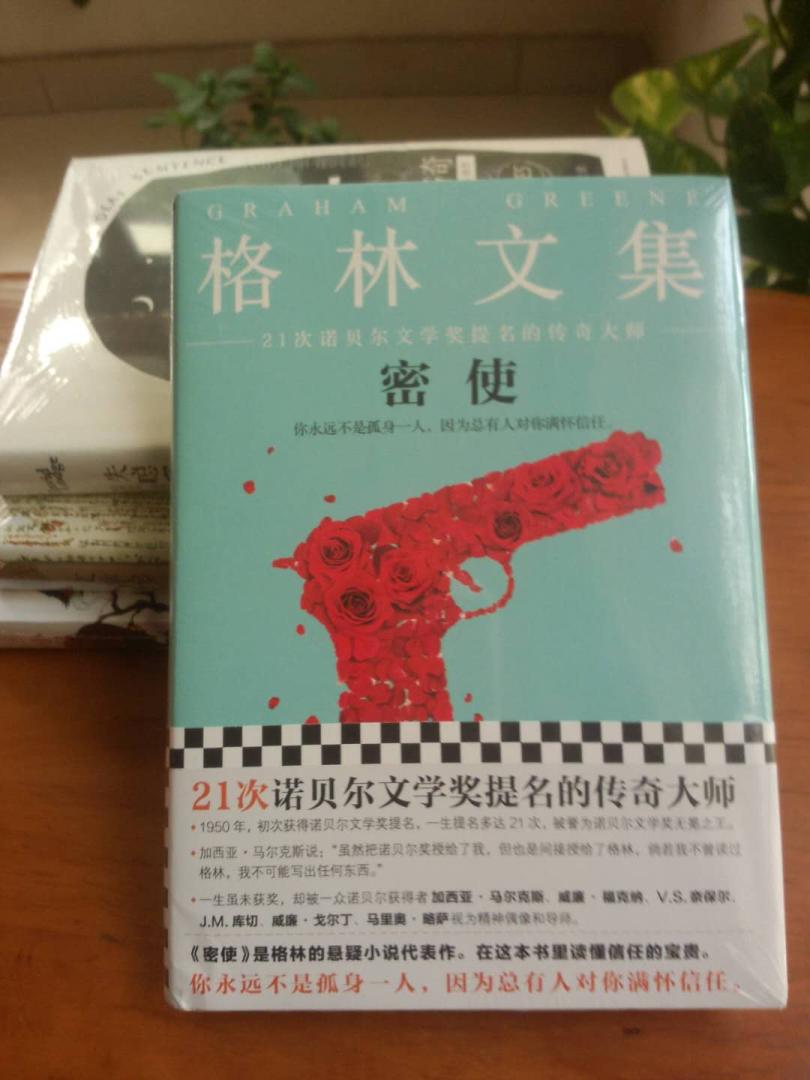 GRAHAM GREENE
格林文集
21次诺贝尔文学奖提名的传奇大师
密使
你永远不是孤身一人，因为总有人对你满怀信任。
21次诺贝尔文学奖提名的传奇大师
·1950年，初次获得诺贝尔文学奖提名，一生提名多达21次，被誉为诺贝尔文学奖无冕之王。
·加西亚·马尔克斯说：“虽然把诺贝尔奖授给了我，但也是间接授给了格林，倘若我不曾读过
格林，我不可能写出任何东西。”
·一生虽未获奖，却被一众诺贝尔获得者加西亚·马尔克斯、威廉·福克纳、V.S.奈保尔、
J.M.库切、威廉·戈尔丁、马里奥·略萨视为精神偶像和导师。
《密使》是格林的悬疑小说代表作。在这本书里读懂信任的宝贵。
你永远不是孤身一人，因为总有人对你满怀信任。
SENTENCE